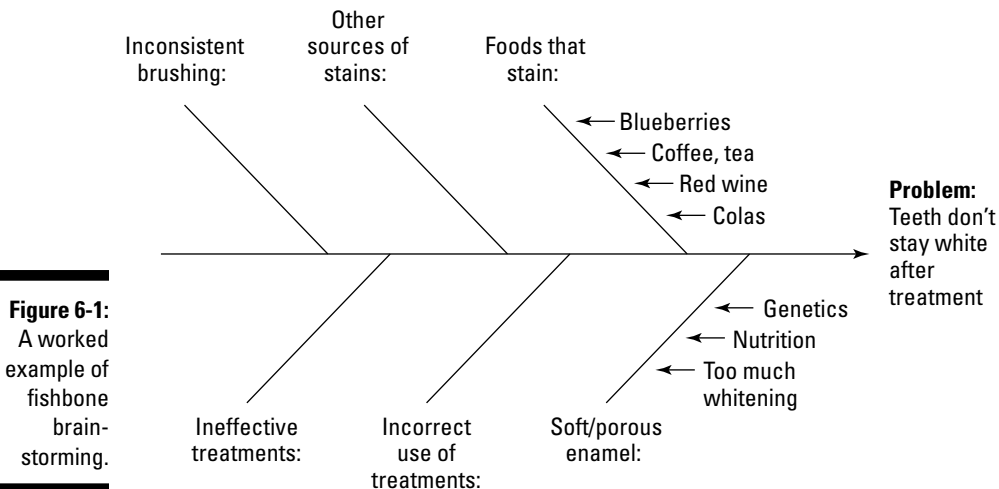 Inconsistent
brushing:
Other
sources of
stains:
Foods that
stain:
Blueberries
Coffee, tea
Red wine
Colas
Problem:
Teeth don't
stay white
after
treatment
Genetics
Nutrition
Too much
whitening
Ineffective
treatments:
Incorrect
use of
treatments:
Soft/porous
enamel:
Figure 6-1:
A worked
example of
fishbone
brain-
storming.